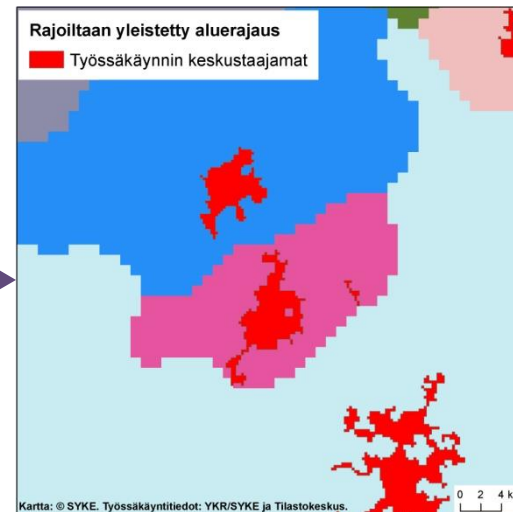 Rajoiltaan yleistetty aluerajaus
Työssäkäynnin keskustaajamat
Kartta: © SYKE. Työssäkäyntitiedot: YKR/SYKE ja Tilastokeskus.
0 2 4 k